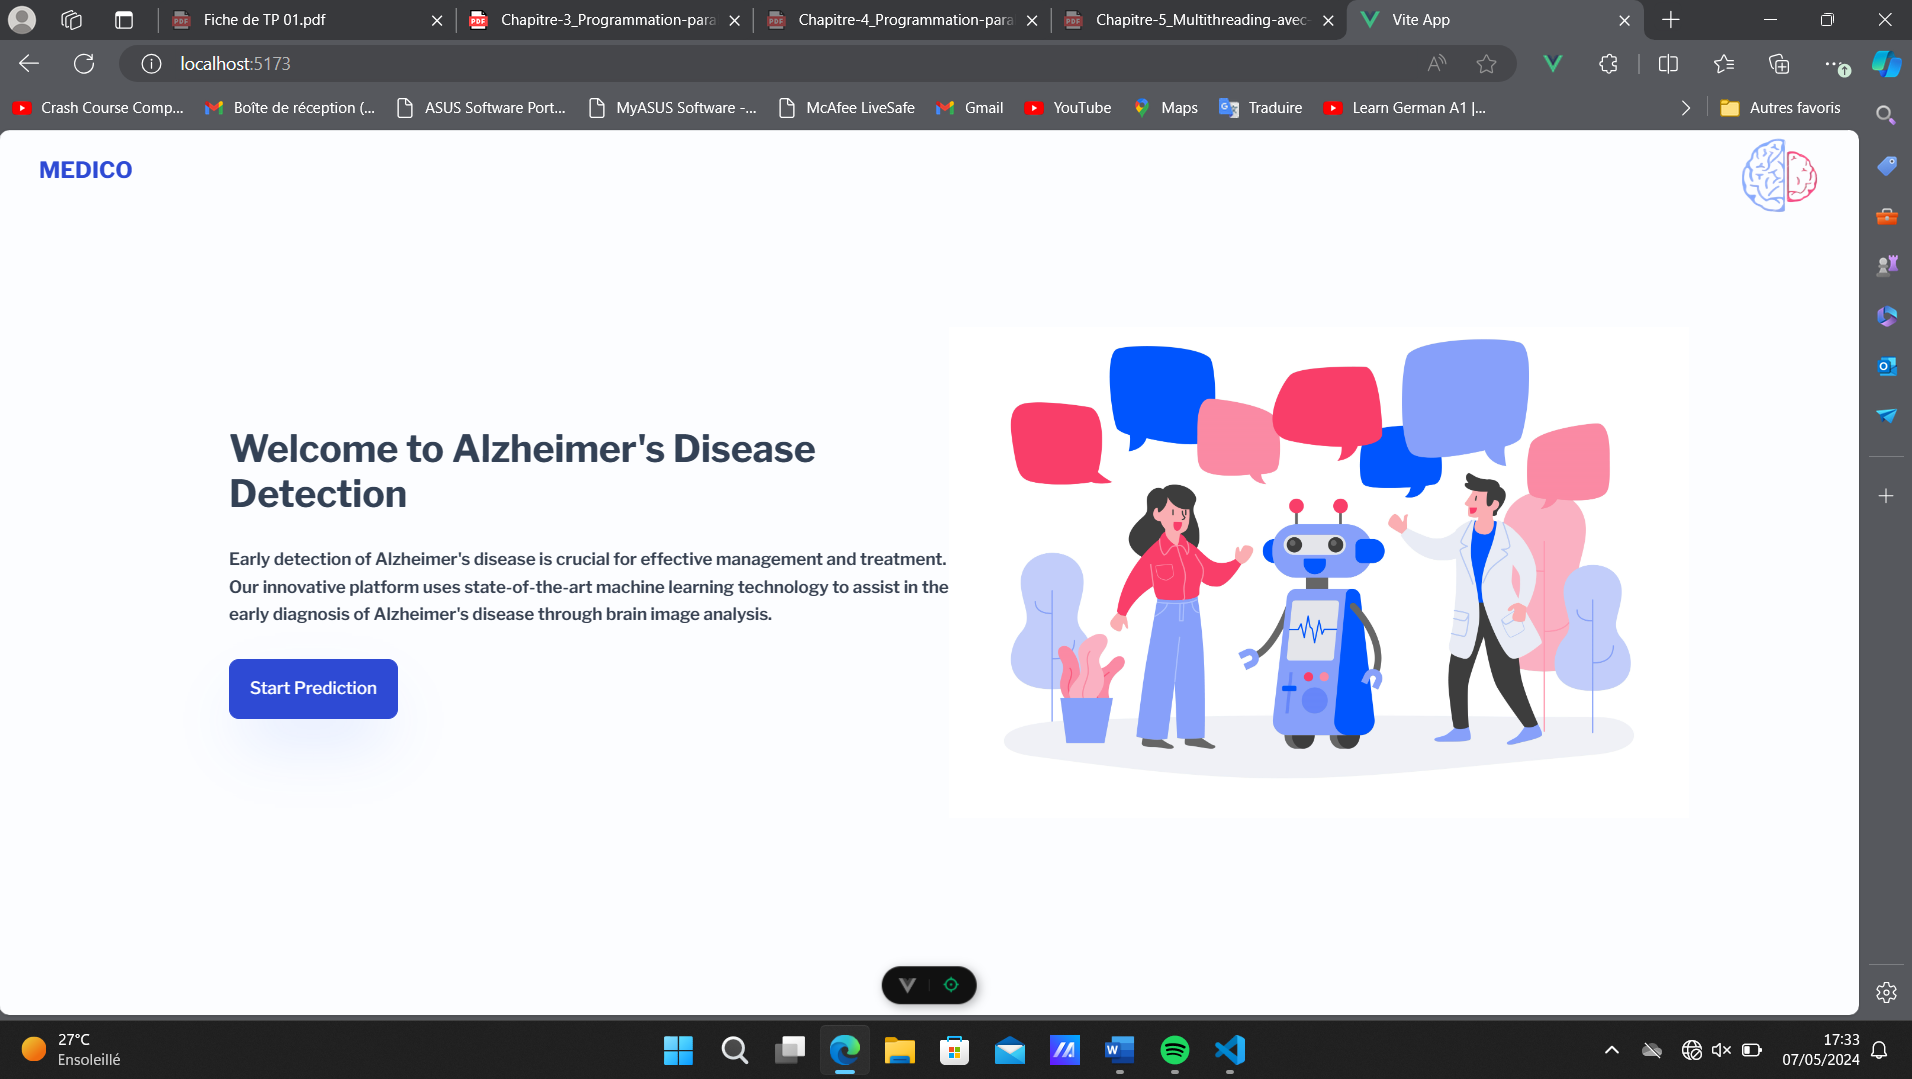 Fiche de TP 01.pdf
Chapitre-3_Programmation-para
Chapitre-4_Programmation-para
Chapitre-5_Multithreading-avec-
Vite App
localhost:5173
Crash Course Comp...
Boîte de réception (...
ASUS Software Port...
MyASUS Software -...
McAfee LiveSafe
Gmail
YouTube
Maps
Traduire
Learn German A1 |...
Autres favoris
MEDICO
Welcome to Alzheimer's Disease
Detection
Early detection of Alzheimer's disease is crucial for effective management and treatment.
Our innovative platform uses state-of-the-art machine learning technology to assist in the
early diagnosis of Alzheimer's disease through brain image analysis.
Start Prediction
27°C
Ensoleillé
17:33
07/05/2024